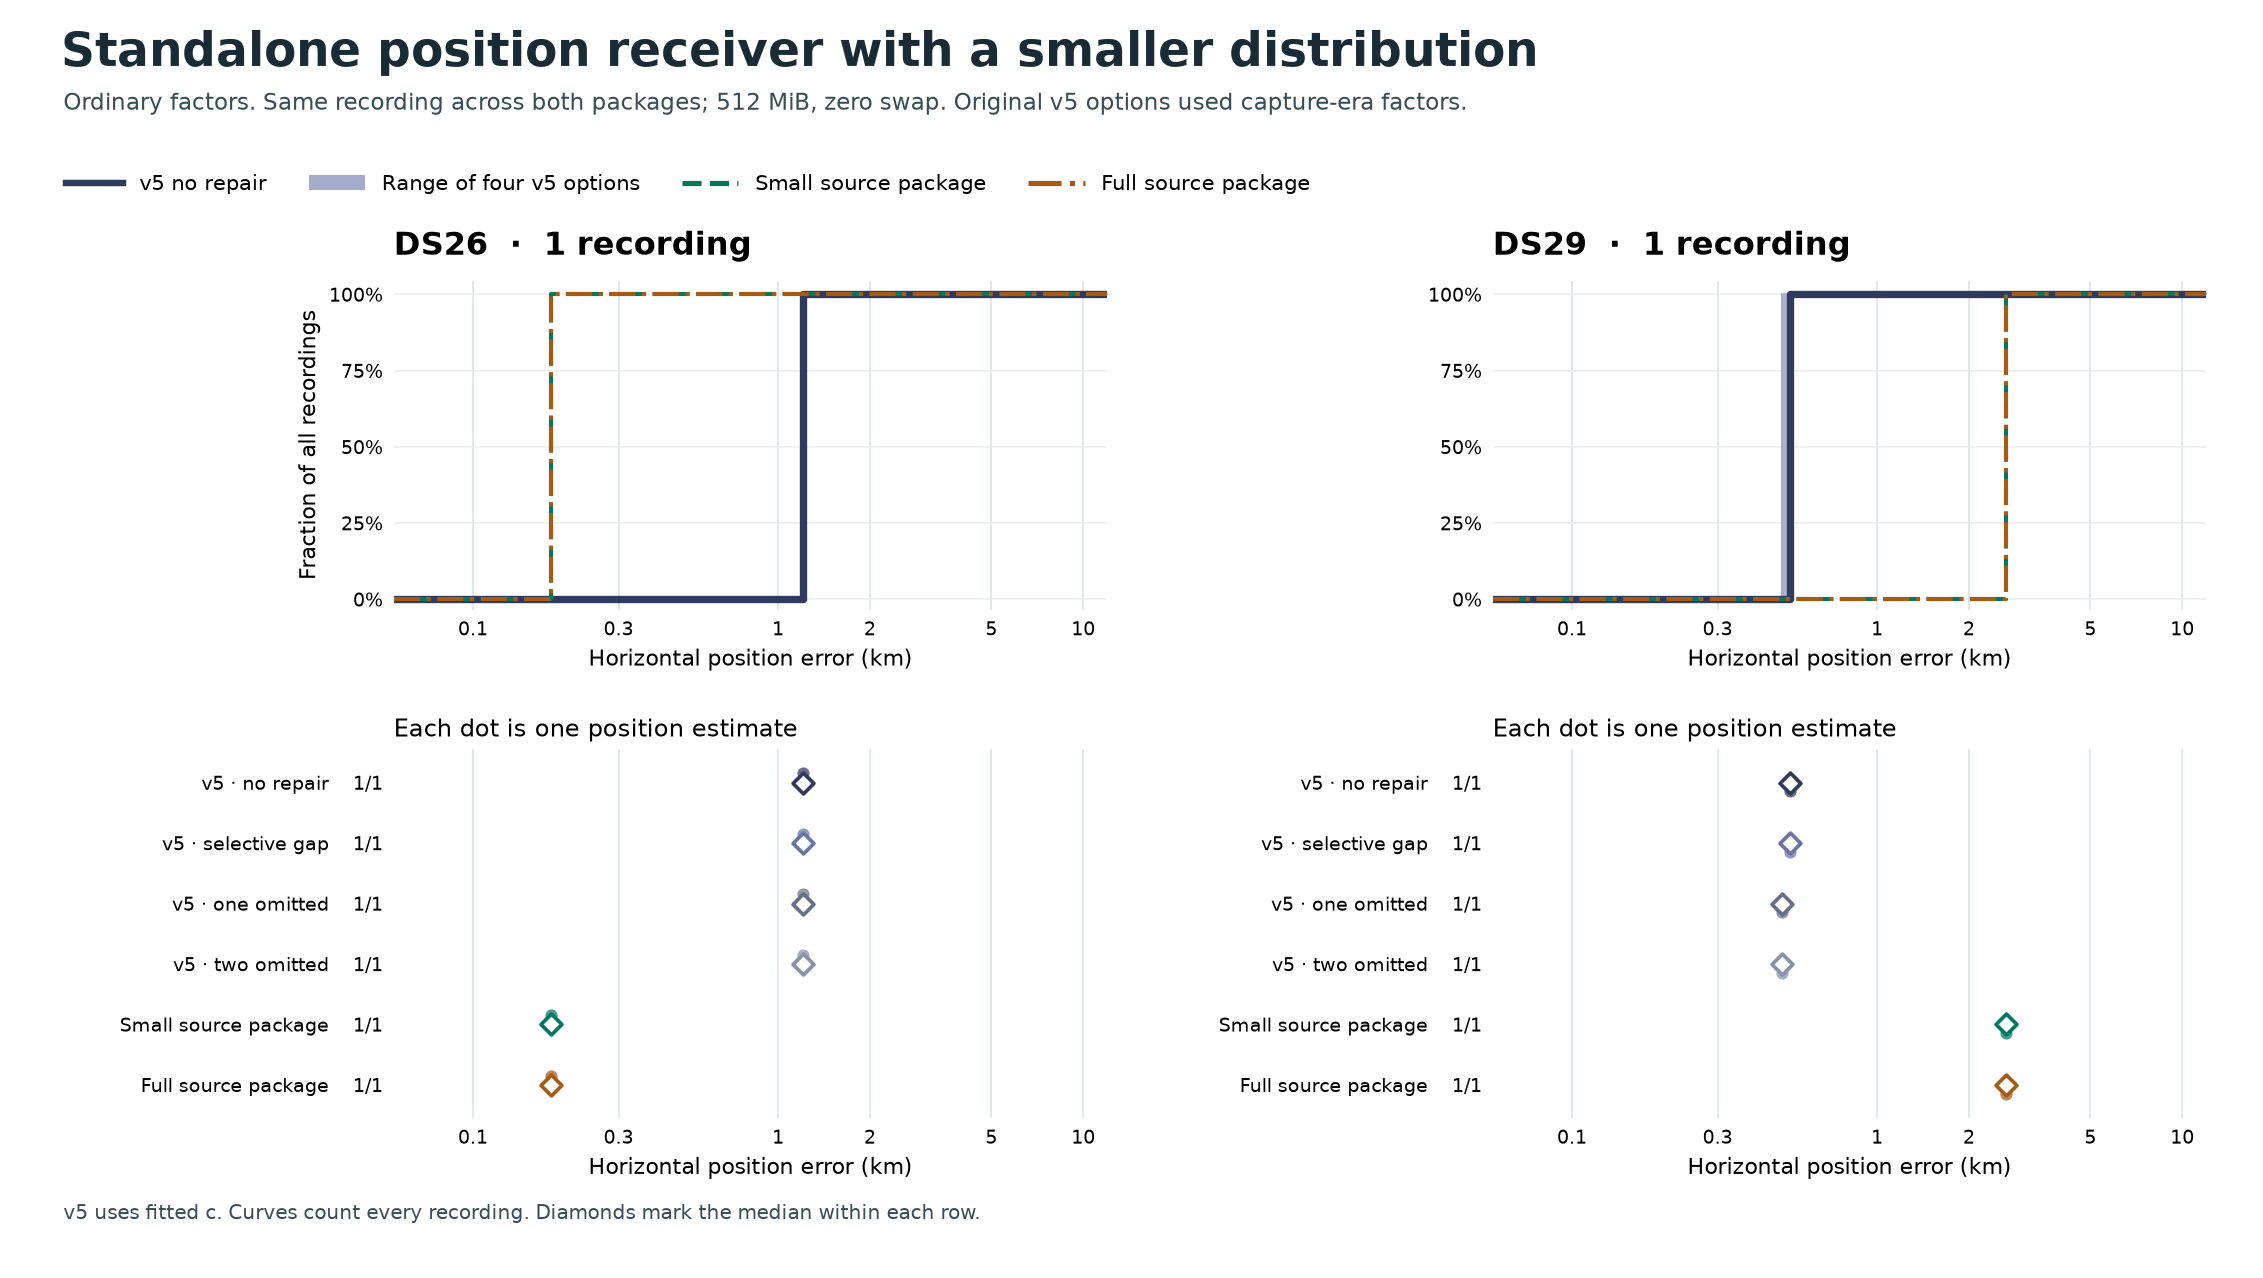 Standalone position receiver with a smaller distribution
Ordinary factors. Same recording across both packages; 512 MiB, zero swap. Original v5 options used capture-era factors.
v5 no repair
Range of four v5 options
Small source package
Full source package
DS26 · 1 recording
Fraction of all recordings
100%
75%
50%
25%
0%
0.1 0.3 1 2 5 10
Horizontal position error (km)
DS29 · 1 recording
100%
75%
50%
25%
0%
0.1 0.3 1 2 5 10
Horizontal position error (km)
Each dot is one position estimate
v5 · no repair 1/1
v5 · selective gap 1/1
v5 · one omitted 1/1
v5 · two omitted 1/1
Small source package 1/1
Full source package 1/1
0.1 0.3 1 2 5 10
Horizontal position error (km)
Each dot is one position estimate
v5 · no repair 1/1
v5 · selective gap 1/1
v5 · one omitted 1/1
v5 · two omitted 1/1
Small source package 1/1
Full source package 1/1
0.1 0.3 1 2 5 10
Horizontal position error (km)
v5 uses fitted c. Curves count every recording. Diamonds mark the median within each row.